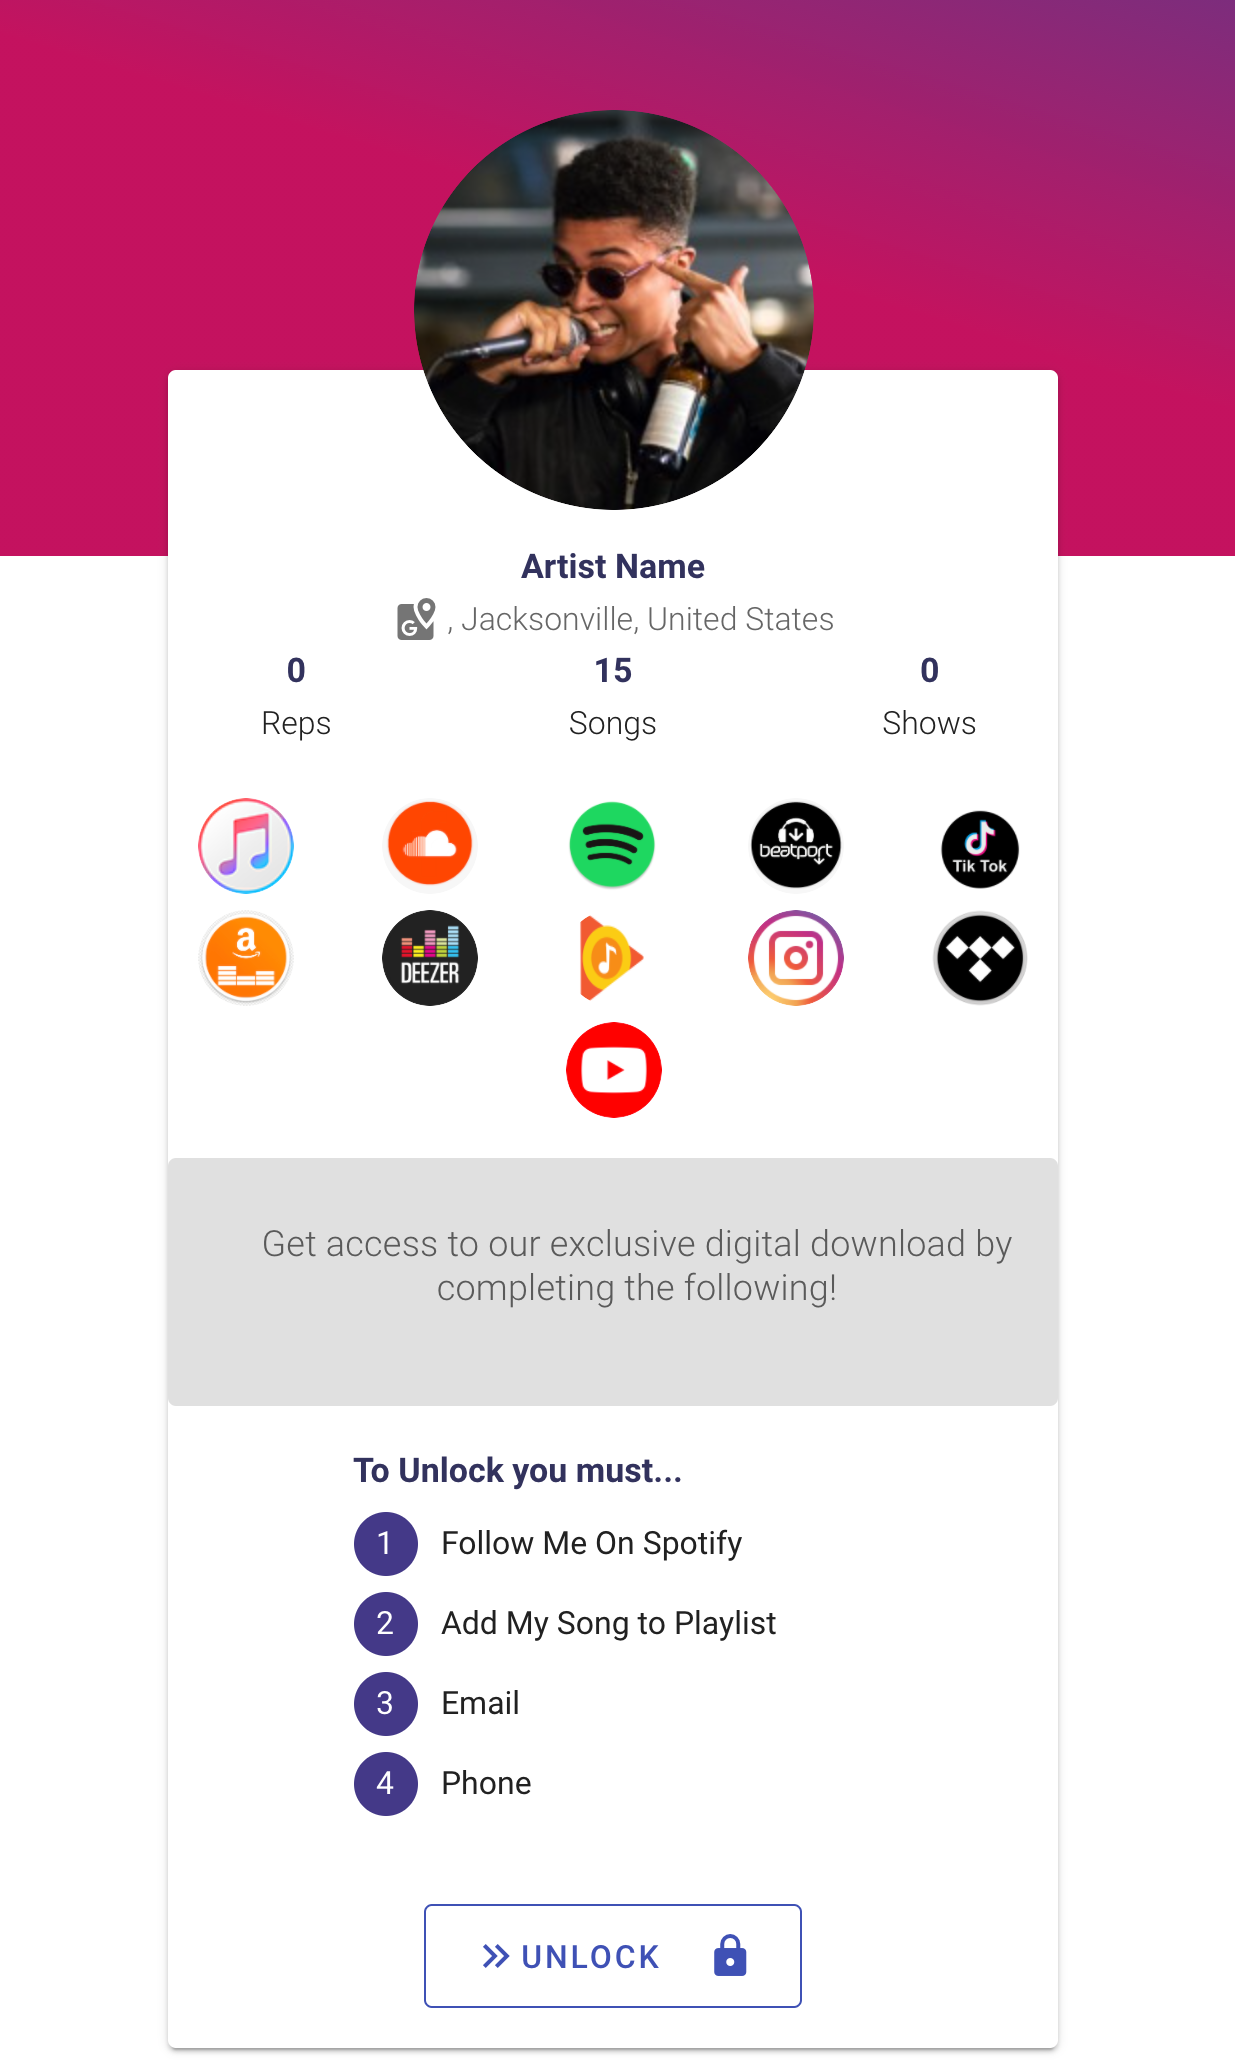 Artist Name
G , Jacksonville, United States
0 15 0
Reps Songs Shows
beatport
Tik Tok
a
DEEZER
Get access to our exclusive digital download by
completing the following!
To Unlock you must...
1 Follow Me On Spotify
2 Add My Song to Playlist
3 Email
4 Phone
UNLOCK